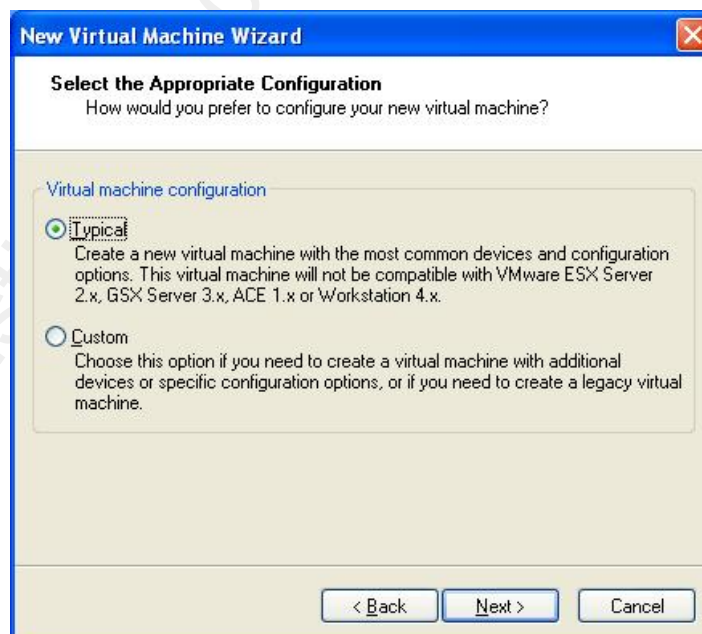 New Virtual Machine Wizard
Select the Appropriate Configuration
How would you prefer to configure your new virtual machine?
Virtual machine configuration
Typical
Create a new virtual machine with the most common devices and configuration
options. This virtual machine will not be compatible with VMware ESX Server
2.x, GSX Server 3.x, ACE 1.x or Workstation 4.x.
Custom
Choose this option if you need to create a virtual machine with additional
devices or specific configuration options, or if you need to create a legacy virtual
machine.
< Back Next > Cancel